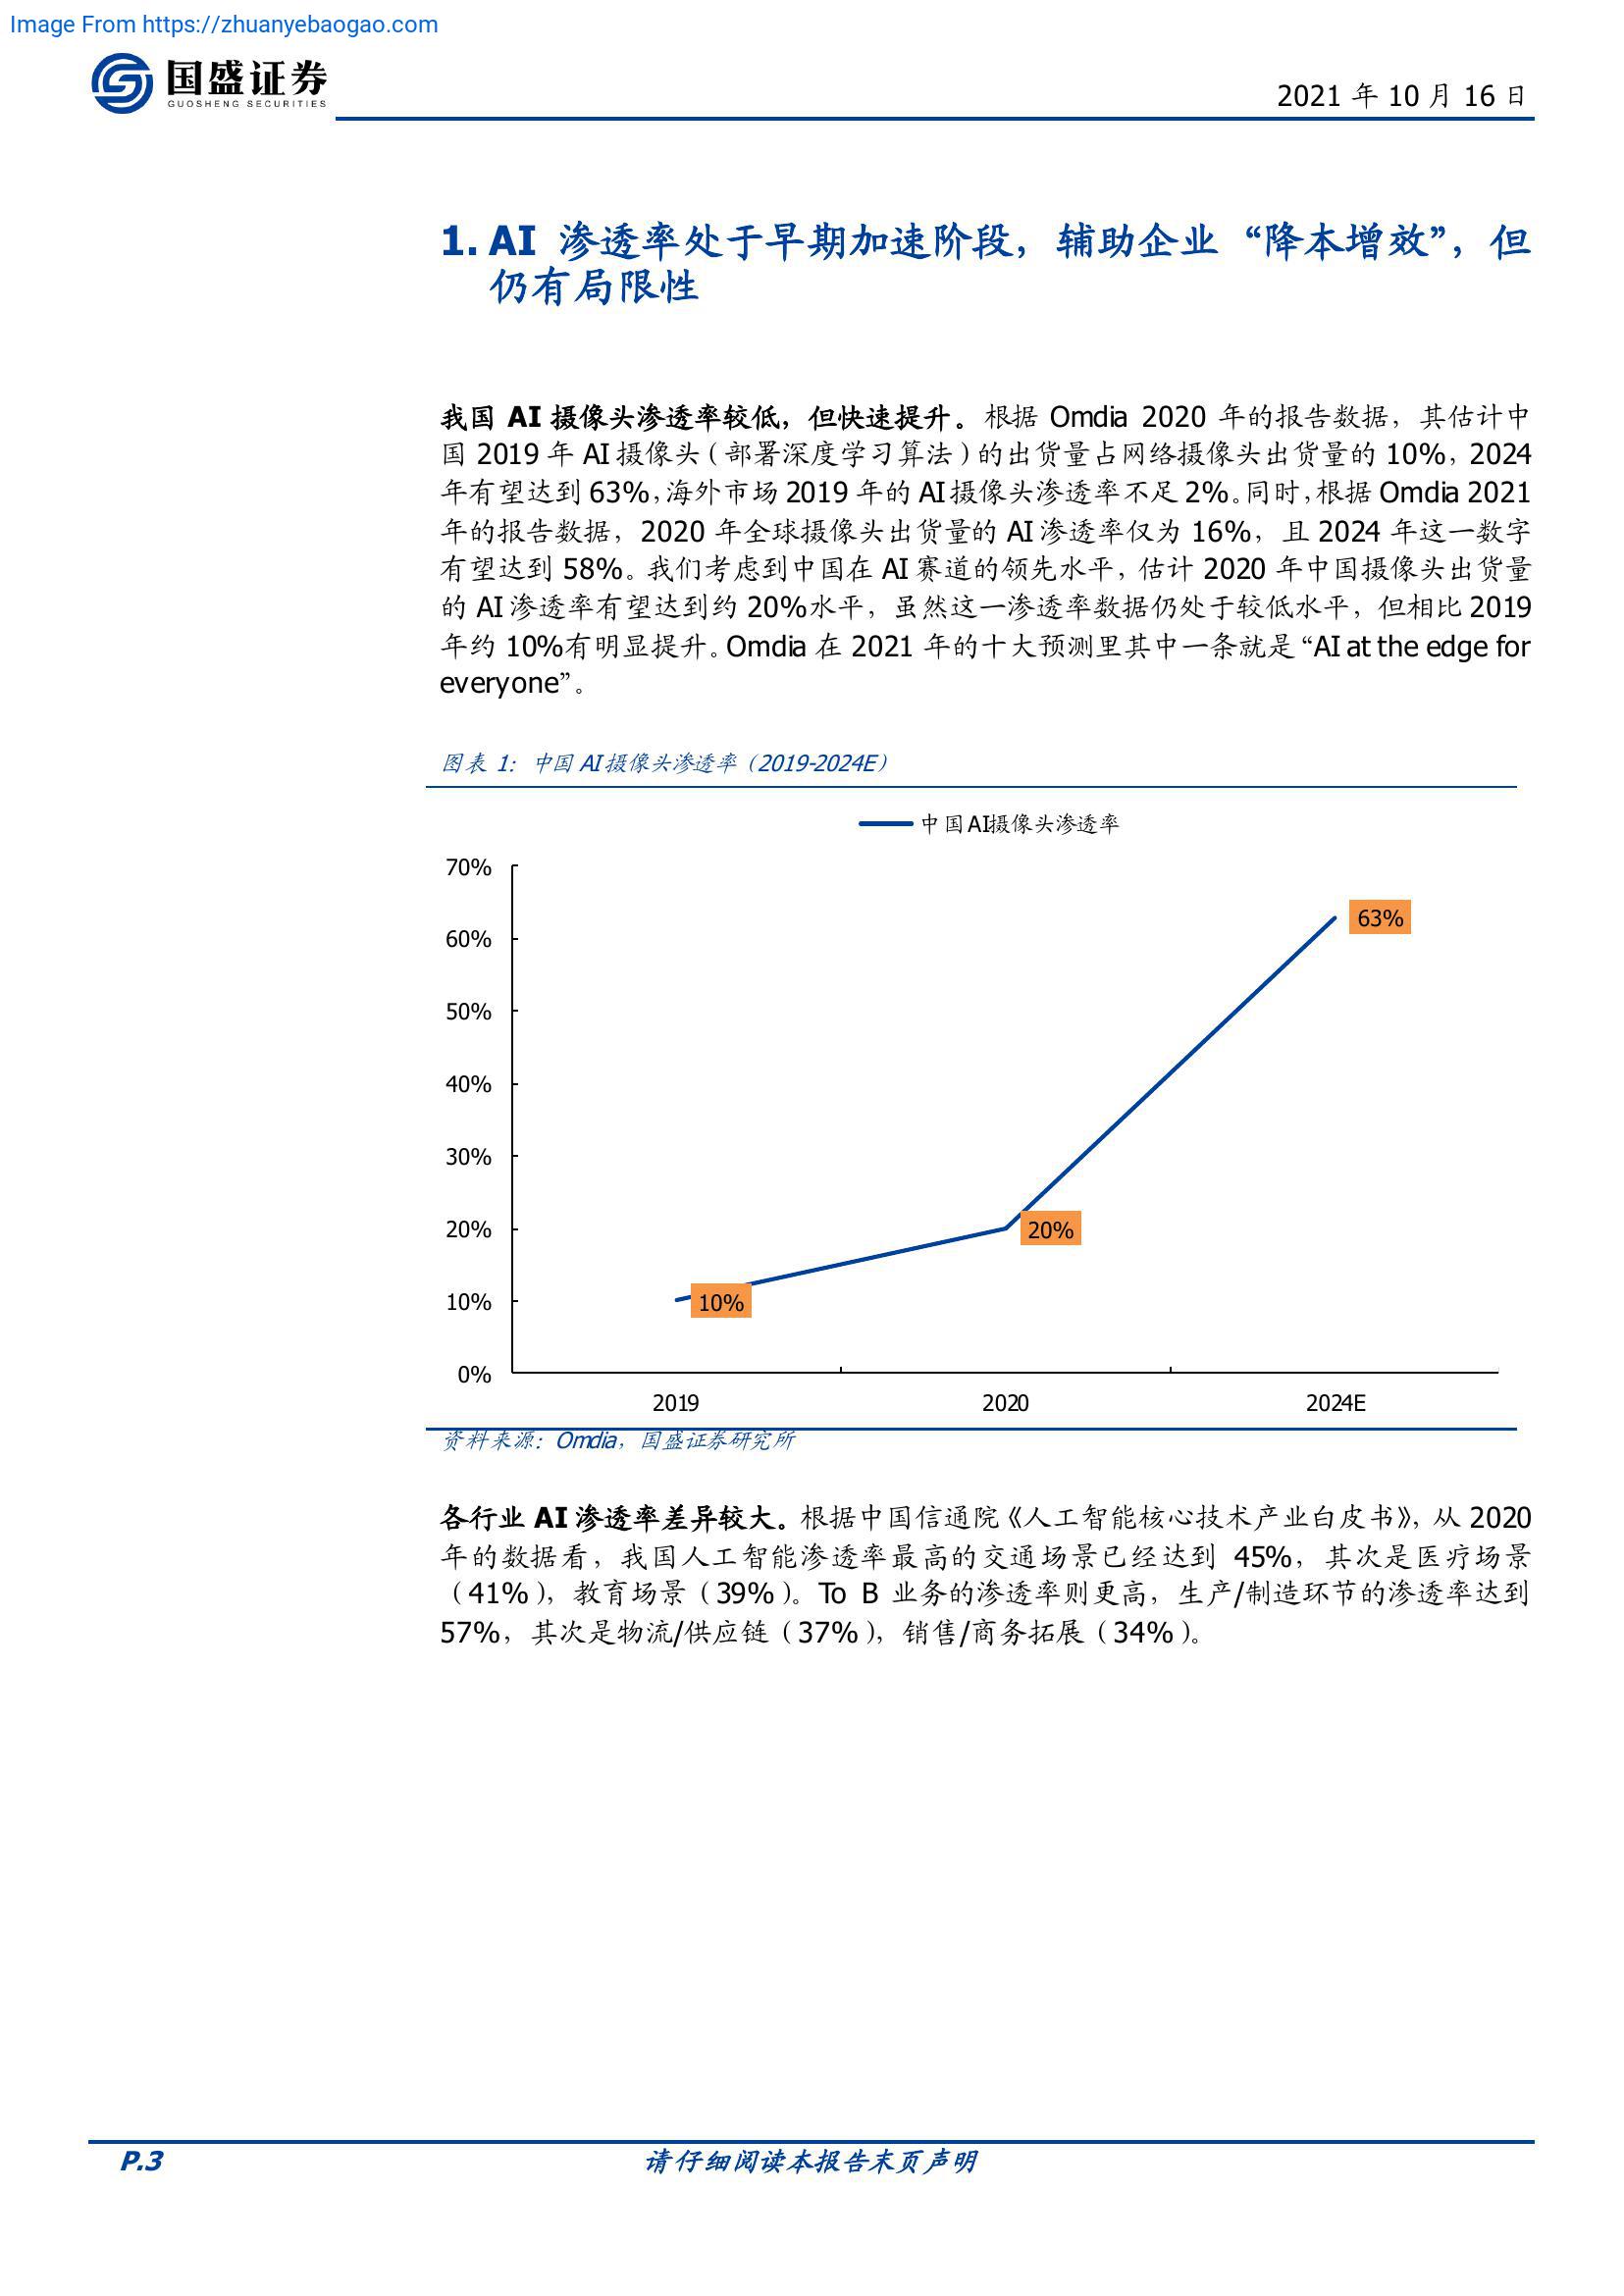 Image From https://zhuanyebaogao.com
国盛证券
GUOSHENG SECURITIES
2021 年 10 月 16 日
1. AI 渗透率处于早期加速阶段，辅助企业“降本增效”，但
仍有局限性
我国 AI 摄像头渗透率较低，但快速提升。根据 Omdia 2020 年的报告数据，其估计中
国 2019 年 AI 摄像头（部署深度学习算法）的出货量占网络摄像头出货量的 10%，2024
年有望达到 63%，海外市场 2019 年的 AI 摄像头渗透率不足 2%。同时，根据 Omdia 2021
年的报告数据，2020 年全球摄像头出货量的 AI 渗透率仅为 16%，且 2024 年这一数字
有望达到 58%。我们考虑到中国在 AI 赛道的领先水平，估计 2020 年中国摄像头出货量
的 AI 渗透率有望达到约 20%水平，虽然这一渗透率数据仍处于较低水平，但相比 2019
年约 10%有明显提升。Omdia 在 2021 年的十大预测里其中一条就是“AI at the edge for
everyone”。
图表 1：中国 AI 摄像头渗透率（2019-2024E）
中国AI摄像头渗透率
70%
60%
50%
40%
30%
20%
10%
0%
63%
20%
10%
2019 2020 2024E
资料来源：Omdia，国盛证券研究所
各行业 AI 渗透率差异较大。根据中国信通院《人工智能核心技术产业白皮书》，从 2020
年的数据看，我国人工智能渗透率最高的交通场景已经达到 45%，其次是医疗场景
（41%），教育场景（39%）。To B 业务的渗透率则更高，生产/制造环节的渗透率达到
57%，其次是物流/供应链（37%），销售/商务拓展（34%）。
P.3
请仔细阅读本报告末页声明